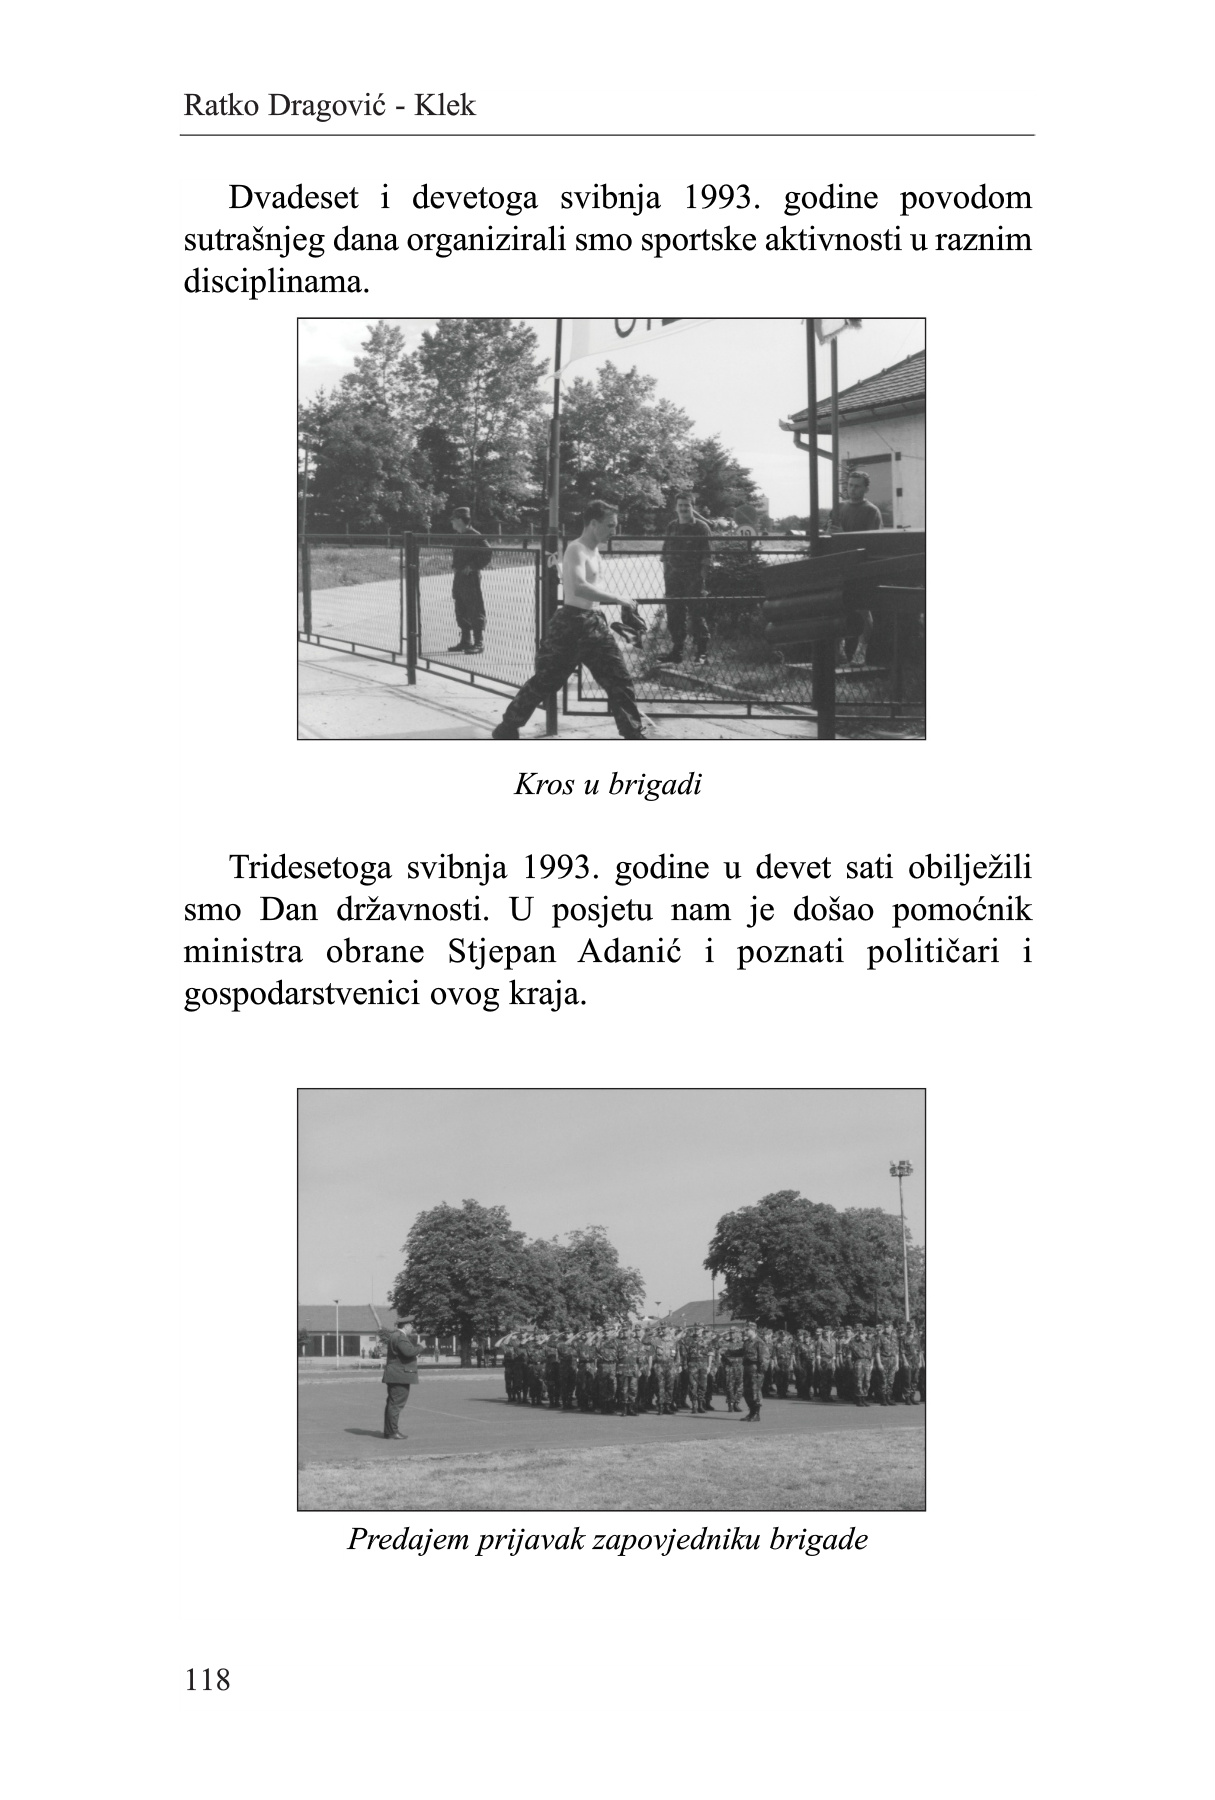 Ratko Dragović - Klek
Dvadeset i devetoga svibnja 1993. godine povodom
sutrašnjeg dana organizirali smo sportske aktivnosti u raznim
disciplinama.
Kros u brigadi
Tridesetoga svibnja 1993. godine u devet sati obilježili
smo Dan državnosti. U posjetu nam je došao pomoćnik
ministra obrane Stjepan Adanić i poznati političari i
gospodarstvenici ovog kraja.
Predajem prijavak zapovjedniku brigade
118